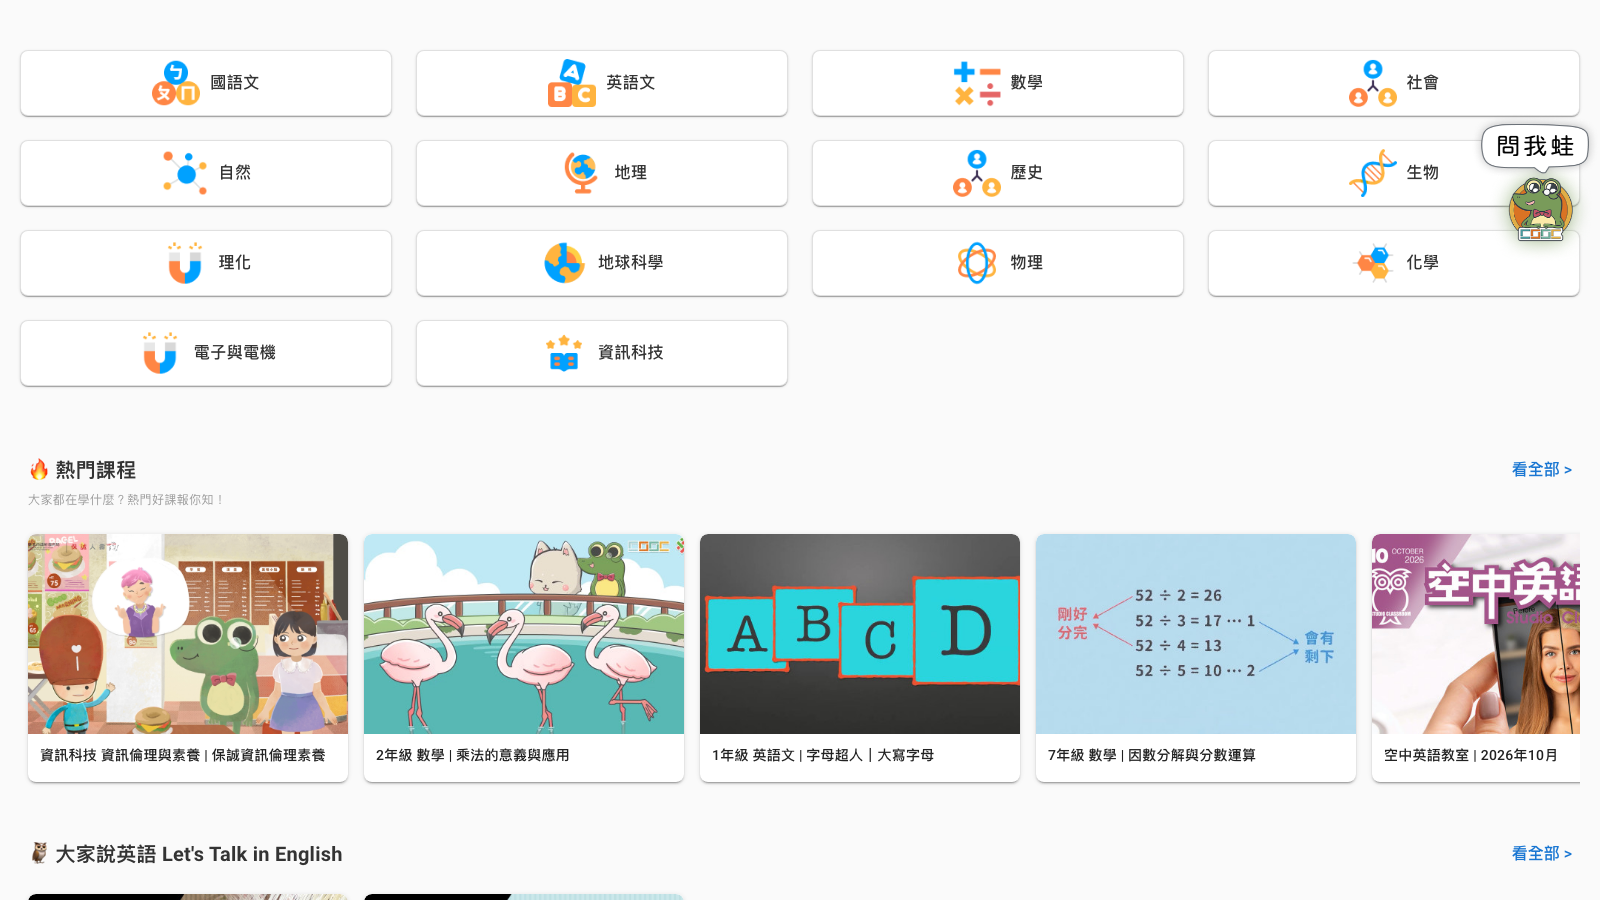 國語文
英語文
數學
社會
自然
地理
歷史
生物
問我蛙
COOC
理化
地球科學
物理
化學
電子與電機
資訊科技
熱門課程
看全部 >
大家都在學什麼？熱門好課報你知！
資訊科技 資訊倫理與素養 | 保誠資訊倫理素養
COOC
2年級 數學 | 乘法的意義與應用
A B C D
1年級 英語文 | 字母超人｜大寫字母
剛好
分完
52 ÷ 2 = 26
52 ÷ 3 = 17 ··· 1
52 ÷ 4 = 13
52 ÷ 5 = 10 ··· 2
會有
剩下
7年級 數學 | 因數分解與分數運算
10 OCTOBER
2026
空中英語
空中英語教室 | 2026年10月
大家說英語 Let's Talk in English
看全部 >